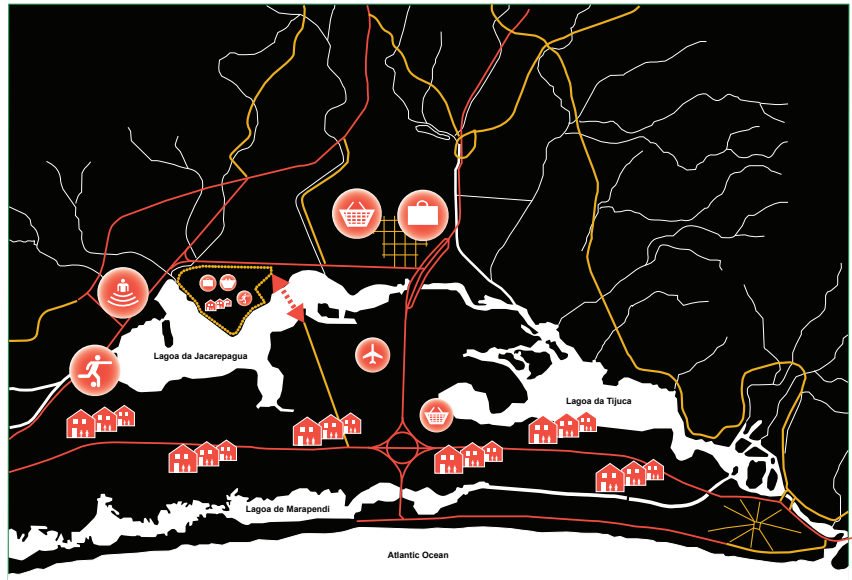 Lagoa da Jacarepagua
Lagoa da Tijuca
Lagoa de Marapendi
Atlantic Ocean